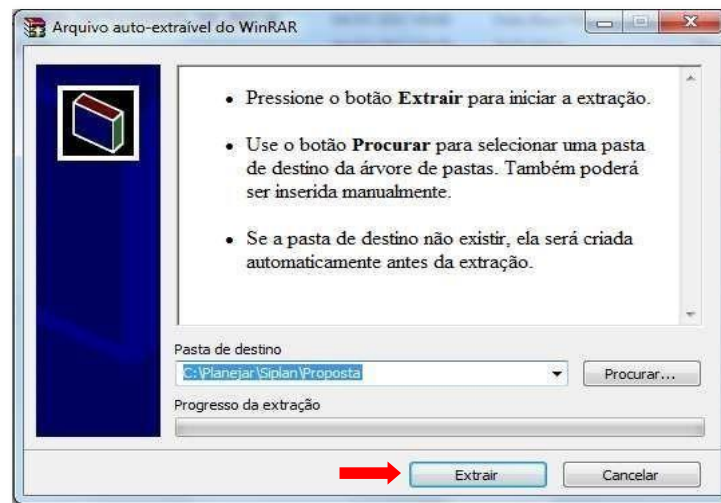 Arquivo auto-extraível do WinRAR
• Pressione o botão Extrair para iniciar a extração.
• Use o botão Procurar para selecionar uma pasta
de destino da árvore de pastas. Também poderá
ser inserida manualmente.
• Se a pasta de destino não existir, ela será criada
automaticamente antes da extração.
Pasta de destino
C:\Planejar\Siplan\Proposta
Procurar...
Progresso da extração
Extrair
Cancelar